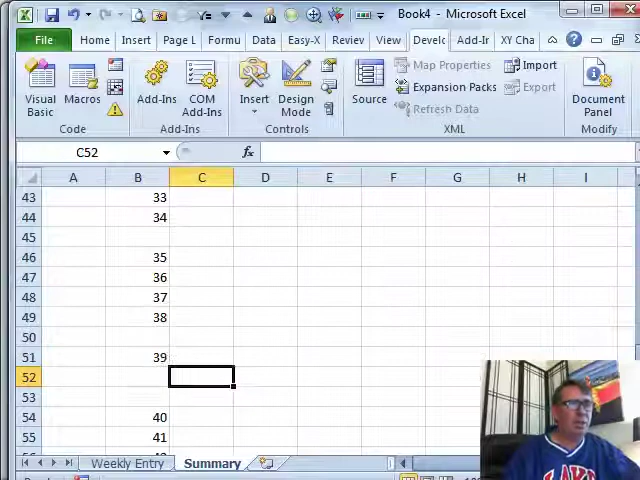 Book4 - Microsoft Excel
File Home Insert Page L Formu Data Easy-X Review View Develo Add-Ir XY Cha
Visual Basic
Macros
Add-Ins
COM Add-Ins
Insert
Design Mode
Source
Map Properties
Expansion Packs
Refresh Data
Import
Export
Document Panel
Code Add-Ins Controls XML Modify
C52 fx
A B C D E F G H I
43 33
44 34
45
46 35
47 36
48 37
49 38
50
51 39
52
53
54 40
55 41
Weekly Entry Summary